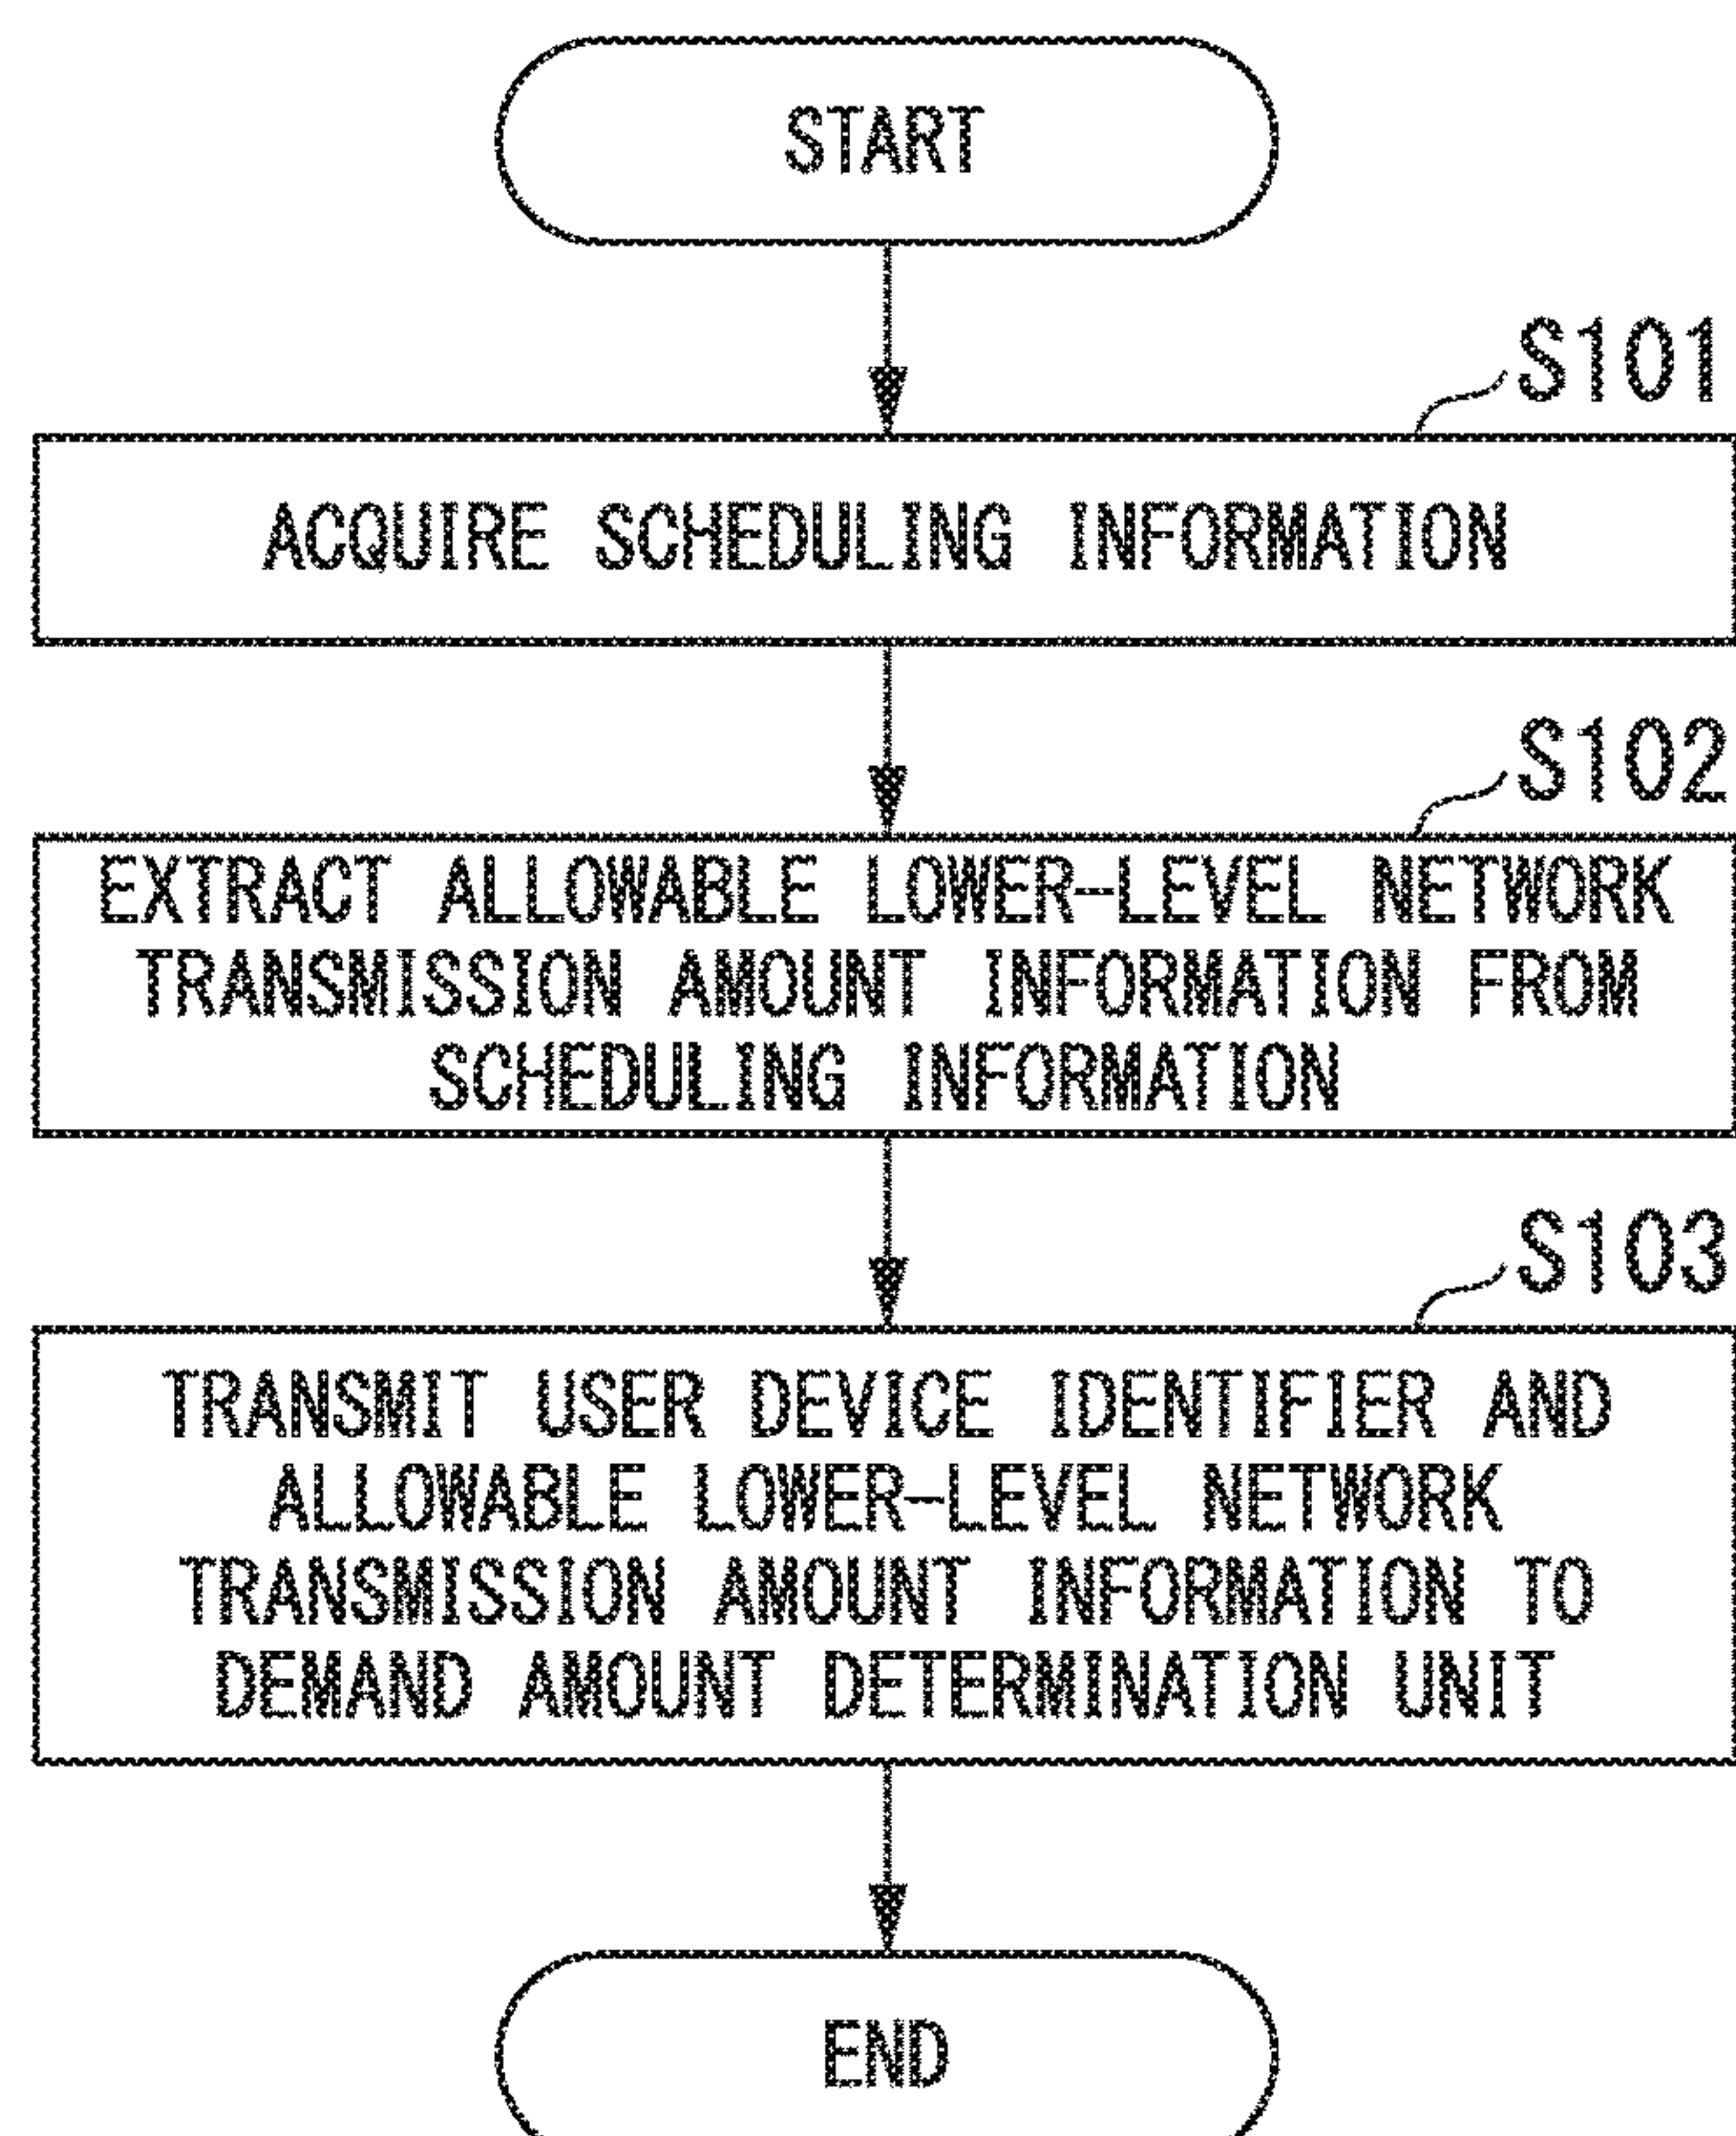 START
S101
ACQUIRE SCHEDULING INFORMATION
S102
EXTRACT ALLOWABLE LOWER-LEVEL NETWORK
TRANSMISSION AMOUNT INFORMATION FROM
SCHEDULING INFORMATION
S103
TRANSMIT USER DEVICE IDENTIFIER AND
ALLOWABLE LOWER-LEVEL NETWORK
TRANSMISSION AMOUNT INFORMATION TO
DEMAND AMOUNT DETERMINATION UNIT
END